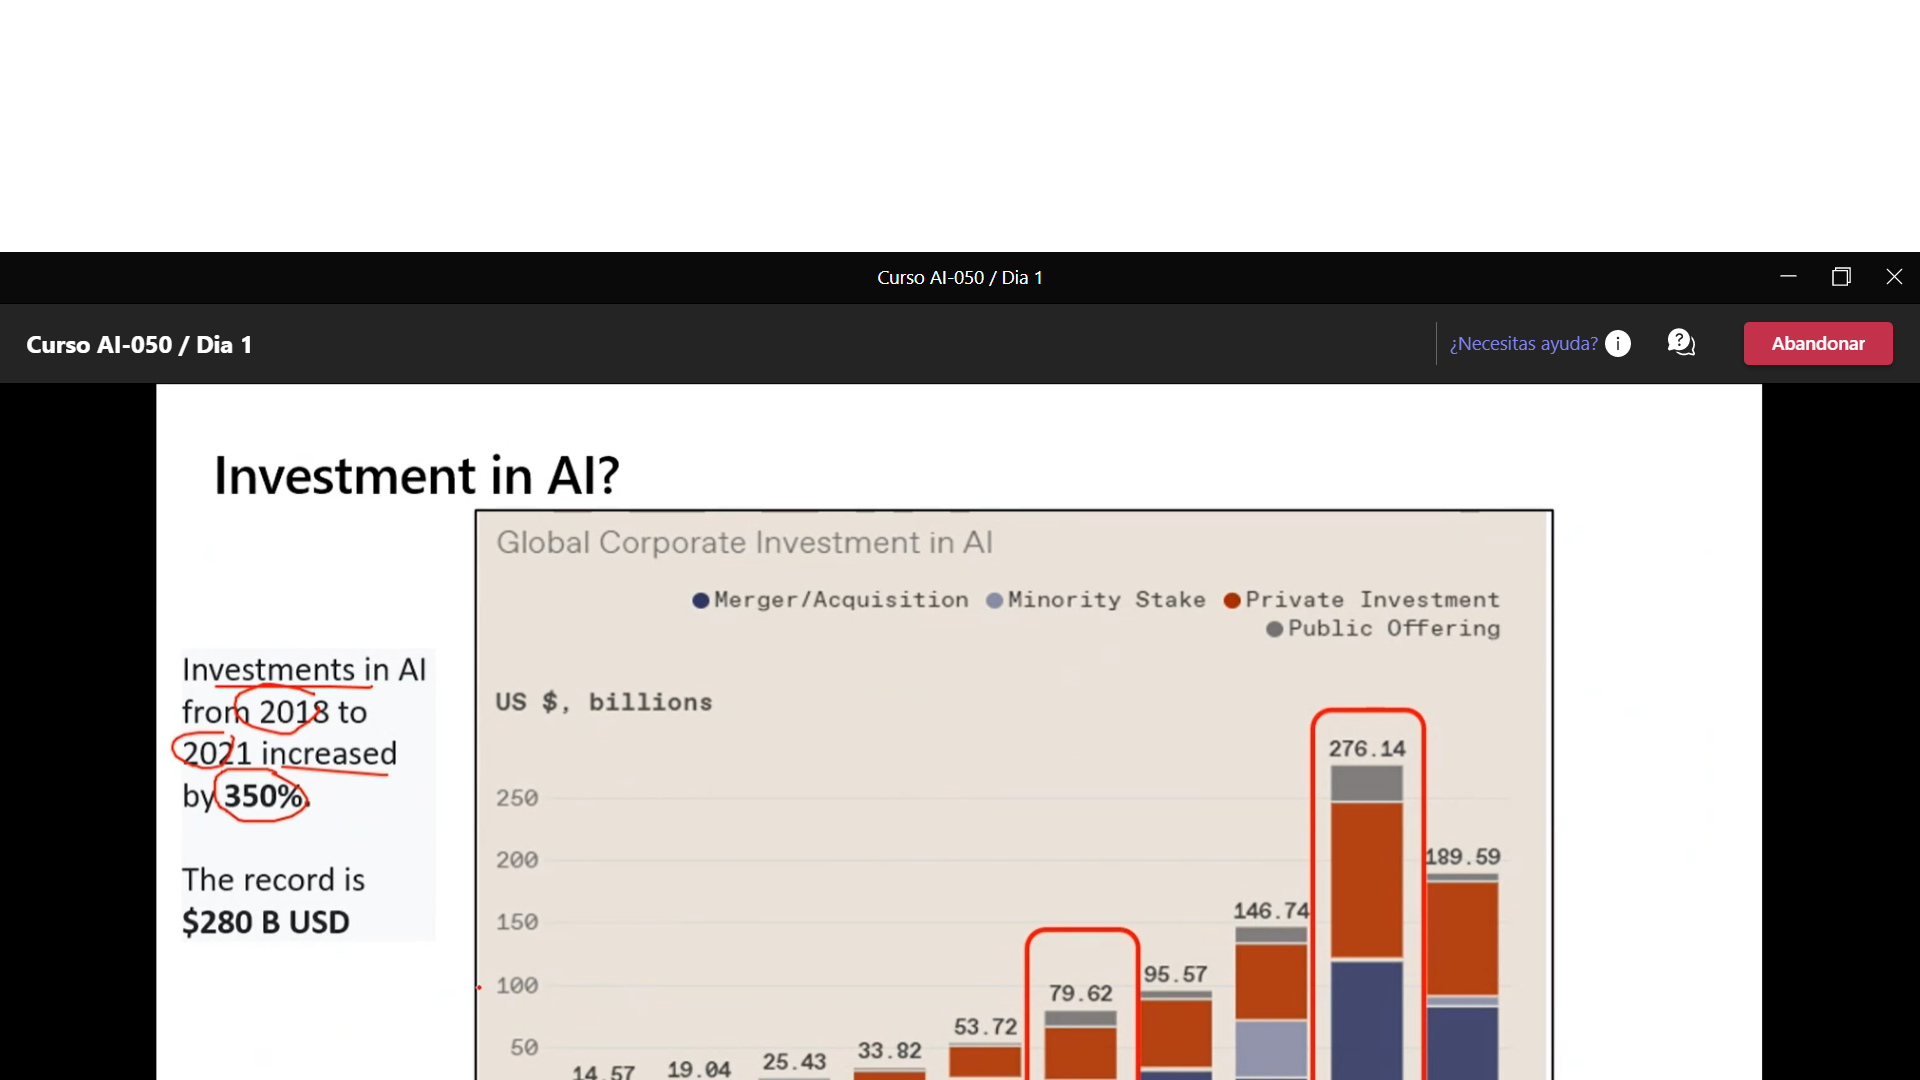 Curso AI-050 / Dia 1
Curso AI-050 / Dia 1
¿Necesitas ayuda?
Abandonar
Investment in AI?
Investments in AI
from 2018 to
2021 increased
by 350%.
The record is
$280 B USD
Global Corporate Investment in AI
Merger/Acquisition Minority Stake Private Investment
Public Offering
US $, billions
276.14
250
200
189.59
150
146.74
100
95.57
79.62
53.72
50
33.82
25.43
19.04
14.57